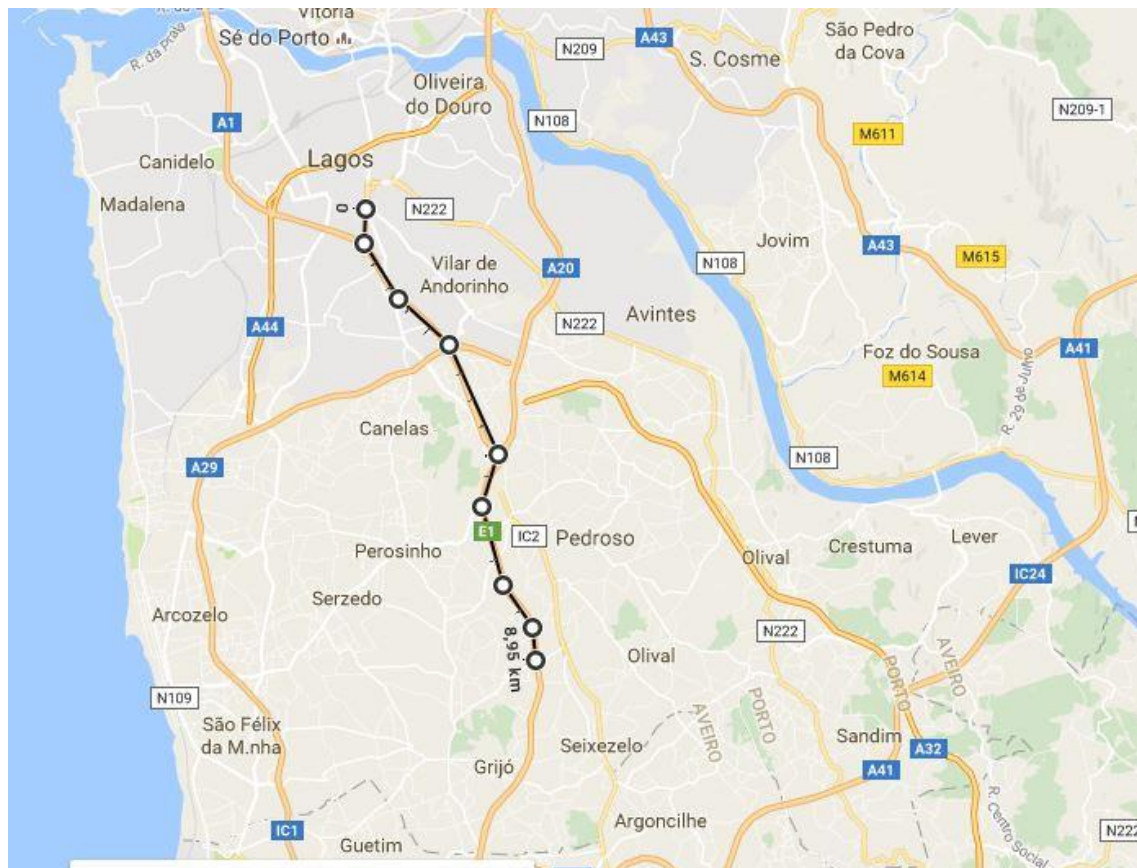 R. da
Vitória
Sé do Porto
R. da praia
N209
A43
São Pedro
da Cova
S. Cosme
Oliveira
do Douro
N209-1
A1
N108
M611
Canidelo
Lagos
Madalena
0
N222
Jovim
A43
M615
N108
Vilar de
Andorinho
A20
A44
N222
Avintes
Foz do Sousa
A41
M614
R. 29 de Julho
Canelas
A29
N108
E1
IC2
Pedroso
Perosinho
Olival
Crestuma
Lever
IC24
Serzedo
Arcozelo
8,95 km
N222
Olival
PORTO
AVEIRO
N109
AVEIRO
PORTO
São Félix
da M.nha
Seixezelo
Sandim
A32
Grijó
A41
R. Centro Social
IC1
Argoncilhe
N222
Guetim